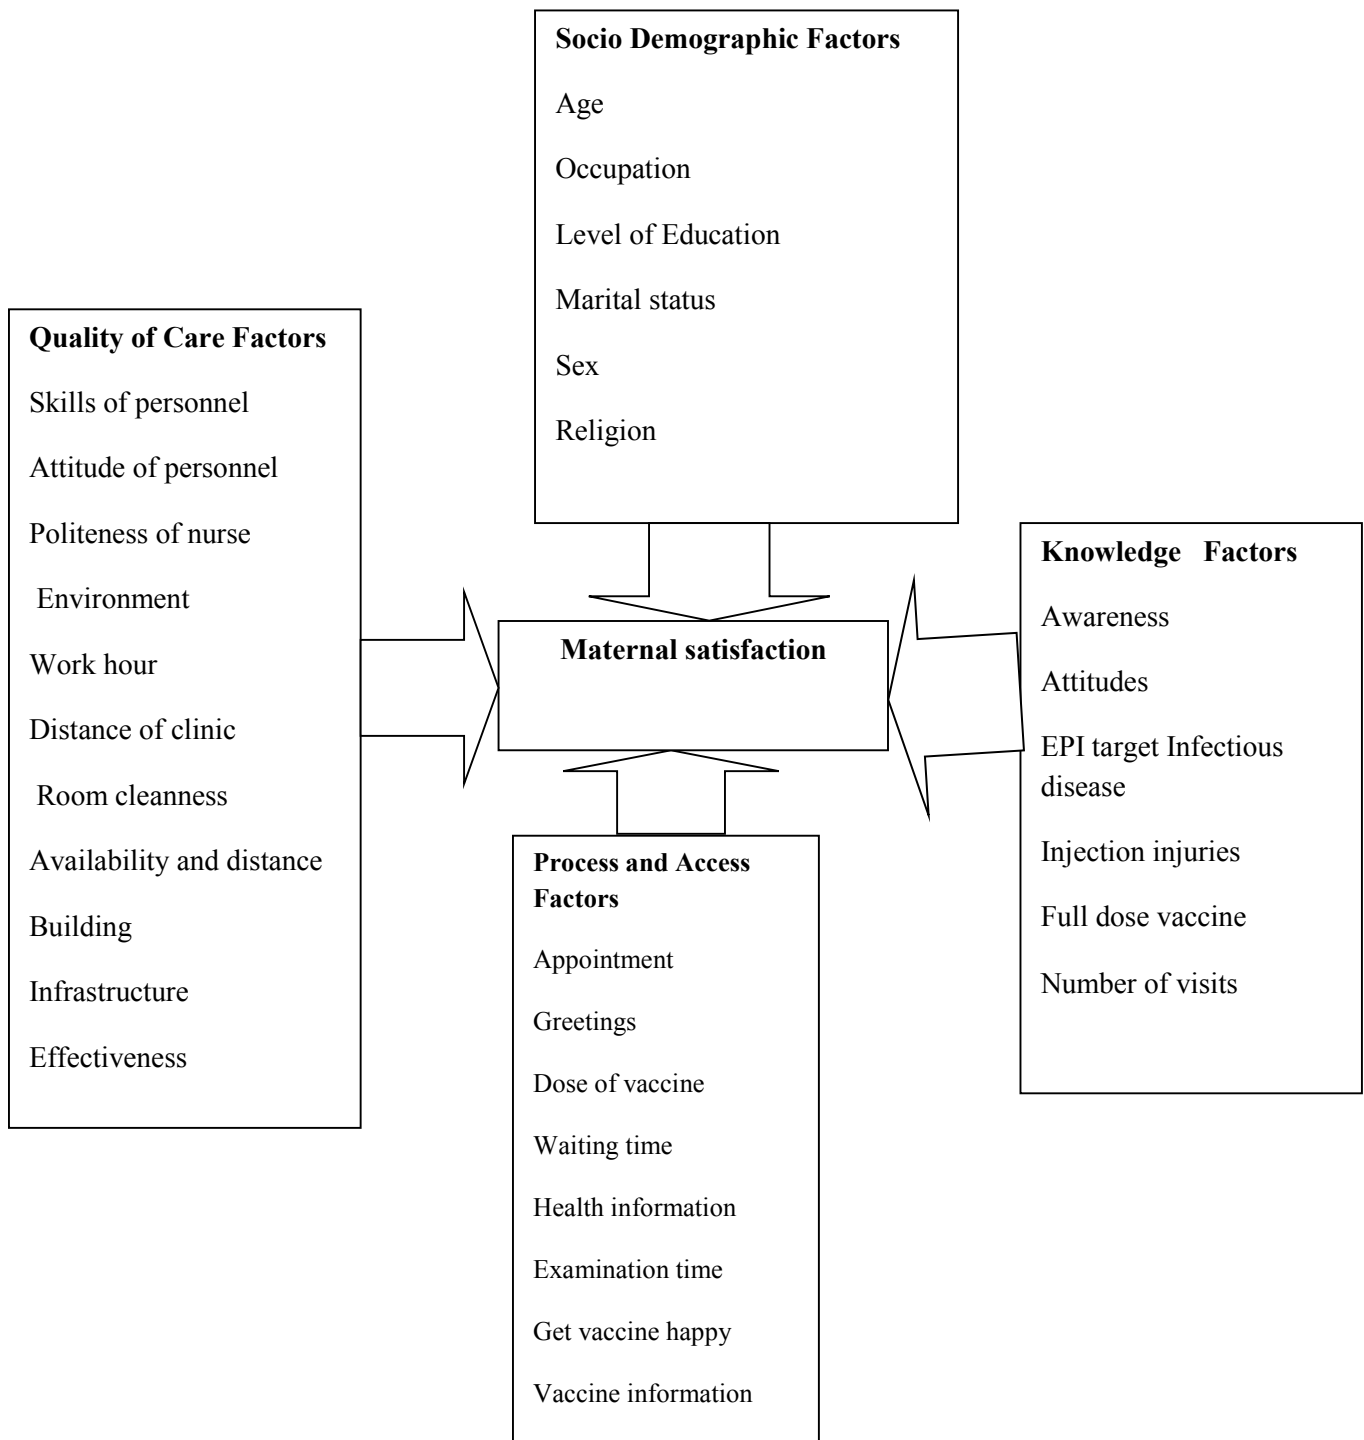 Socio Demographic Factors
Age
Occupation
Level of Education
Marital status
Sex
Religion
Quality of Care Factors
Skills of personnel
Attitude of personnel
Politeness of nurse
Environment
Work hour
Distance of clinic
Room cleanness
Availability and distance
Building
Infrastructure
Effectiveness
Maternal satisfaction
Knowledge Factors
Awareness
Attitudes
EPI target Infectious
disease
Injection injuries
Full dose vaccine
Number of visits
Process and Access
Factors
Appointment
Greetings
Dose of vaccine
Waiting time
Health information
Examination time
Get vaccine happy
Vaccine information